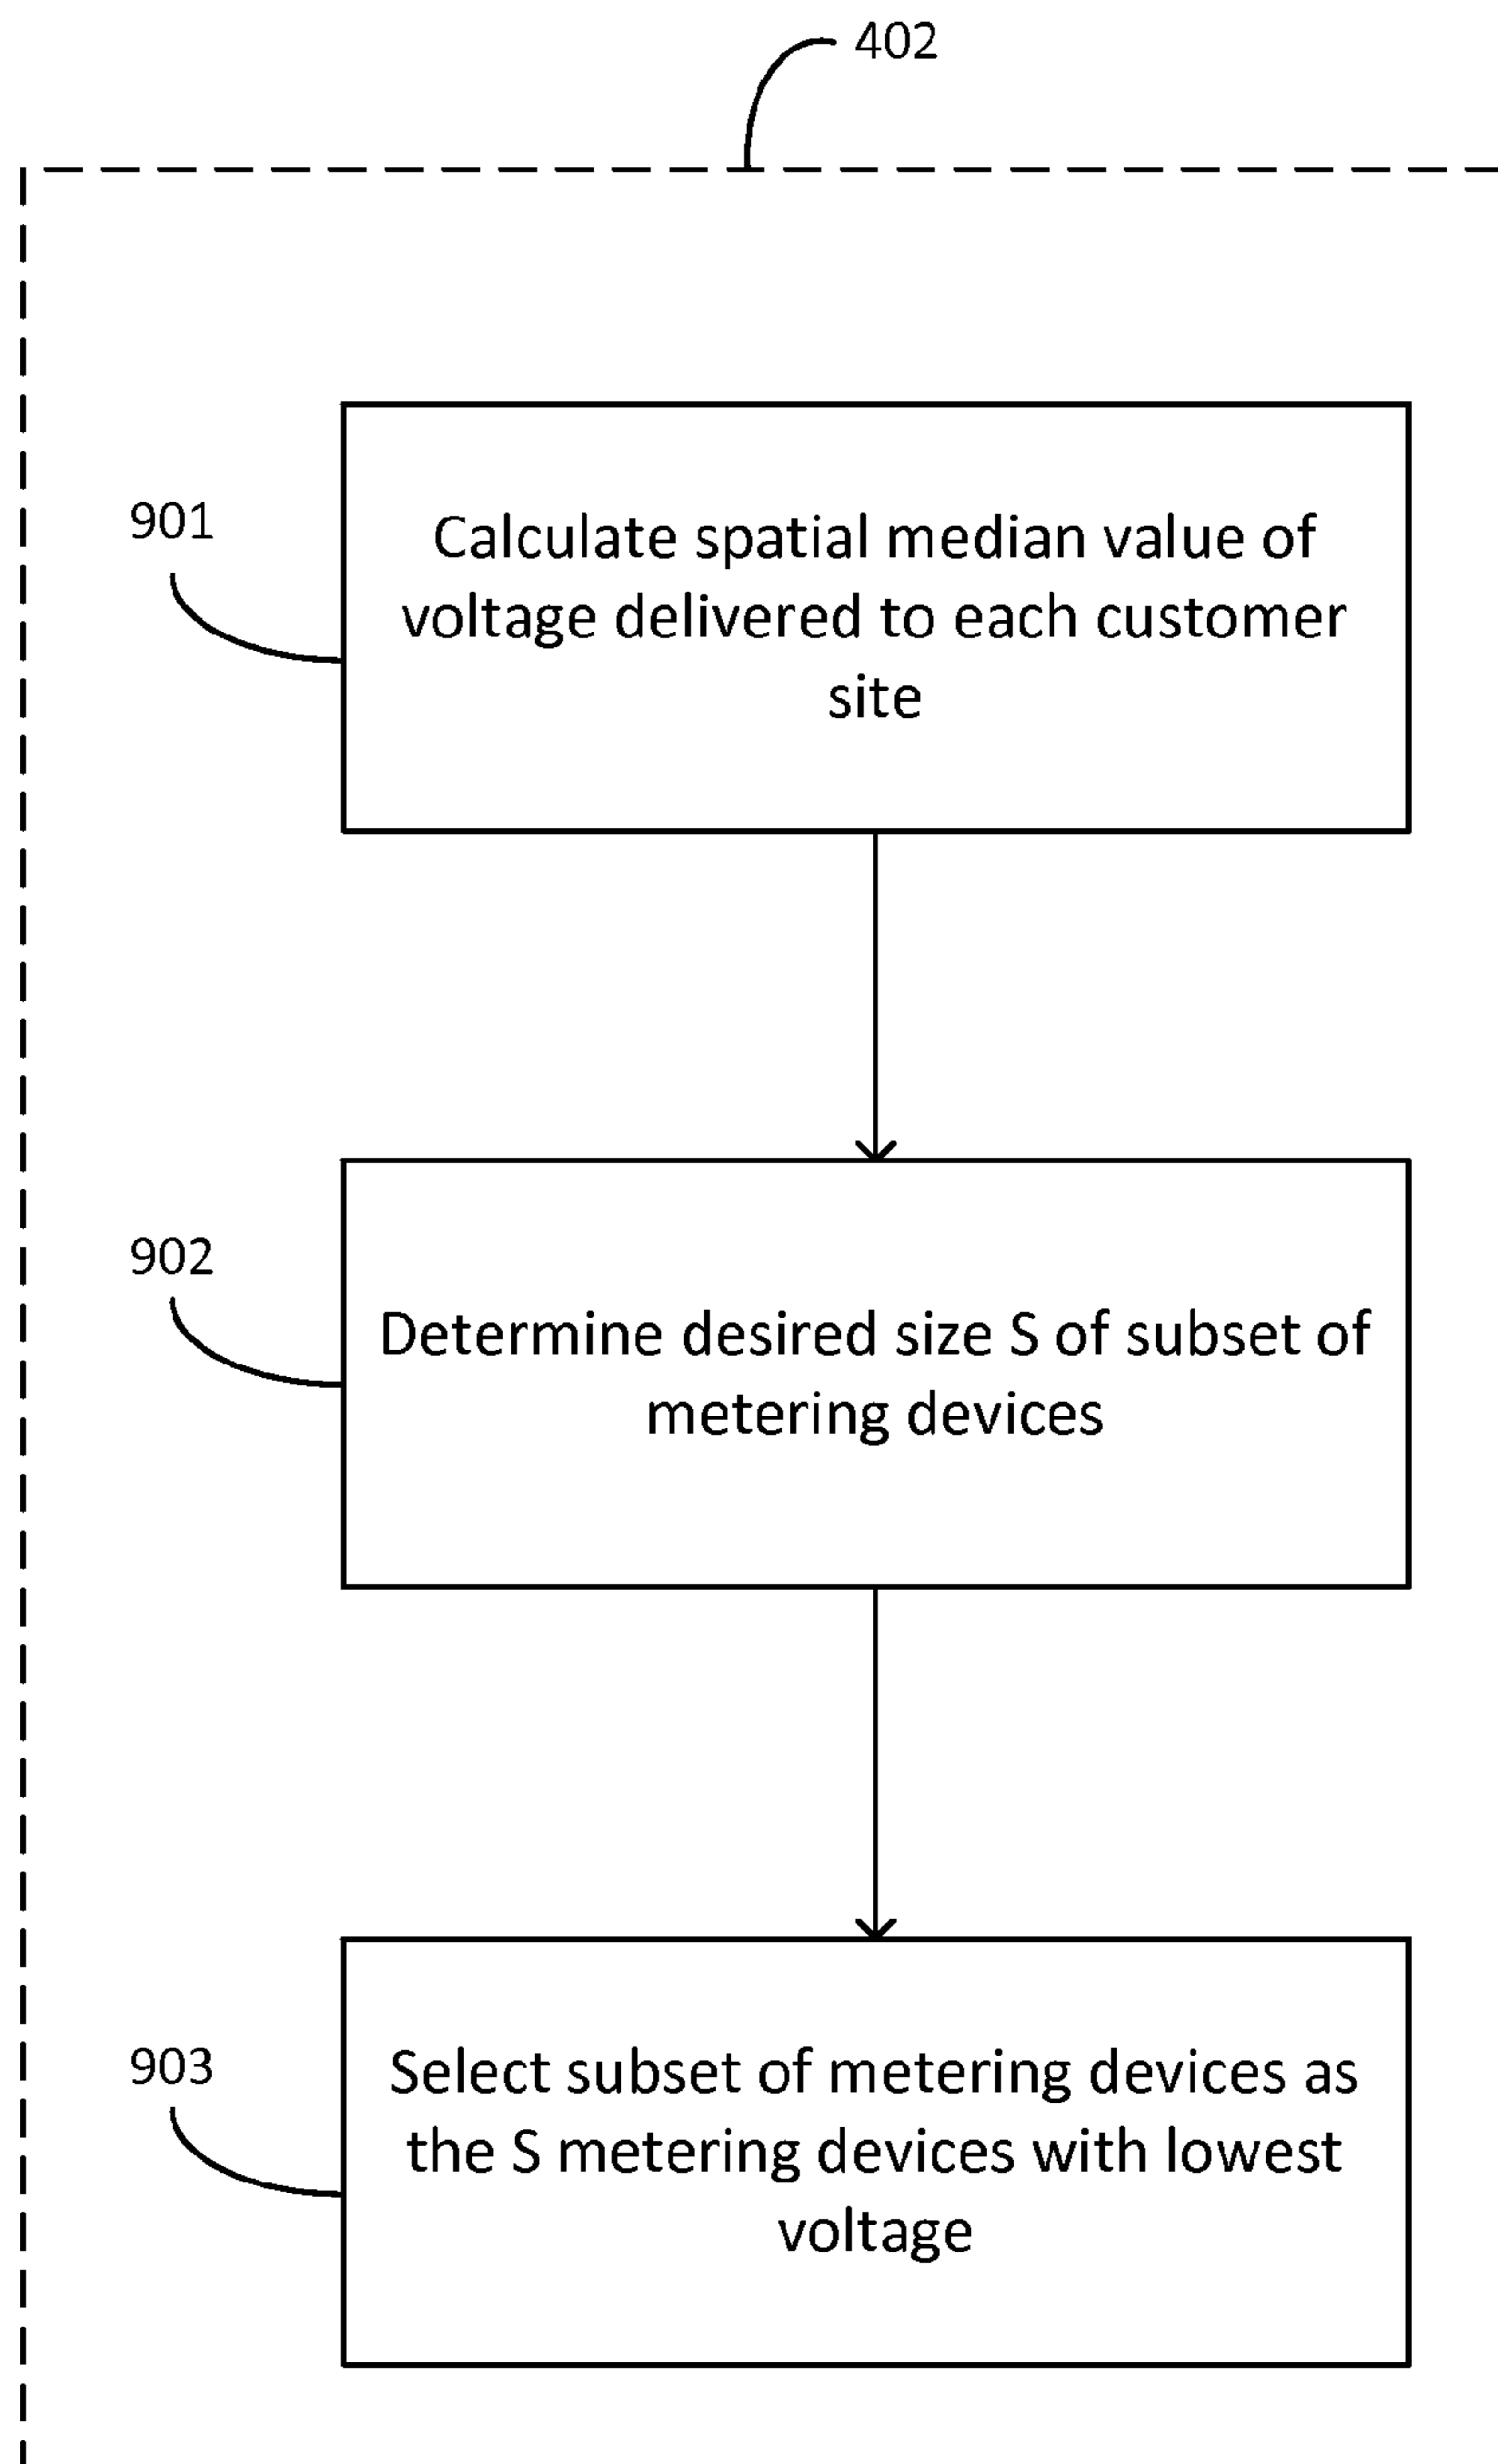 402
901
Calculate spatial median value of
voltage delivered to each customer
site
902
Determine desired size S of subset of
metering devices
903
Select subset of metering devices as
the S metering devices with lowest
voltage